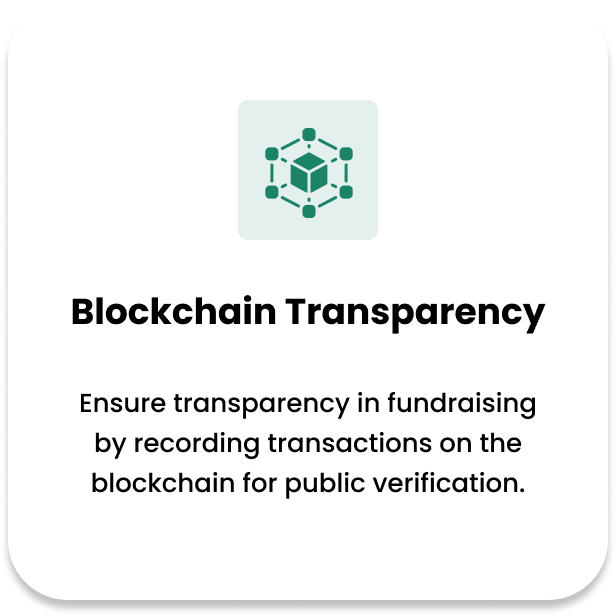 Blockchain Transparency
Ensure transparency in fundraising
by recording transactions on the
blockchain for public verification.